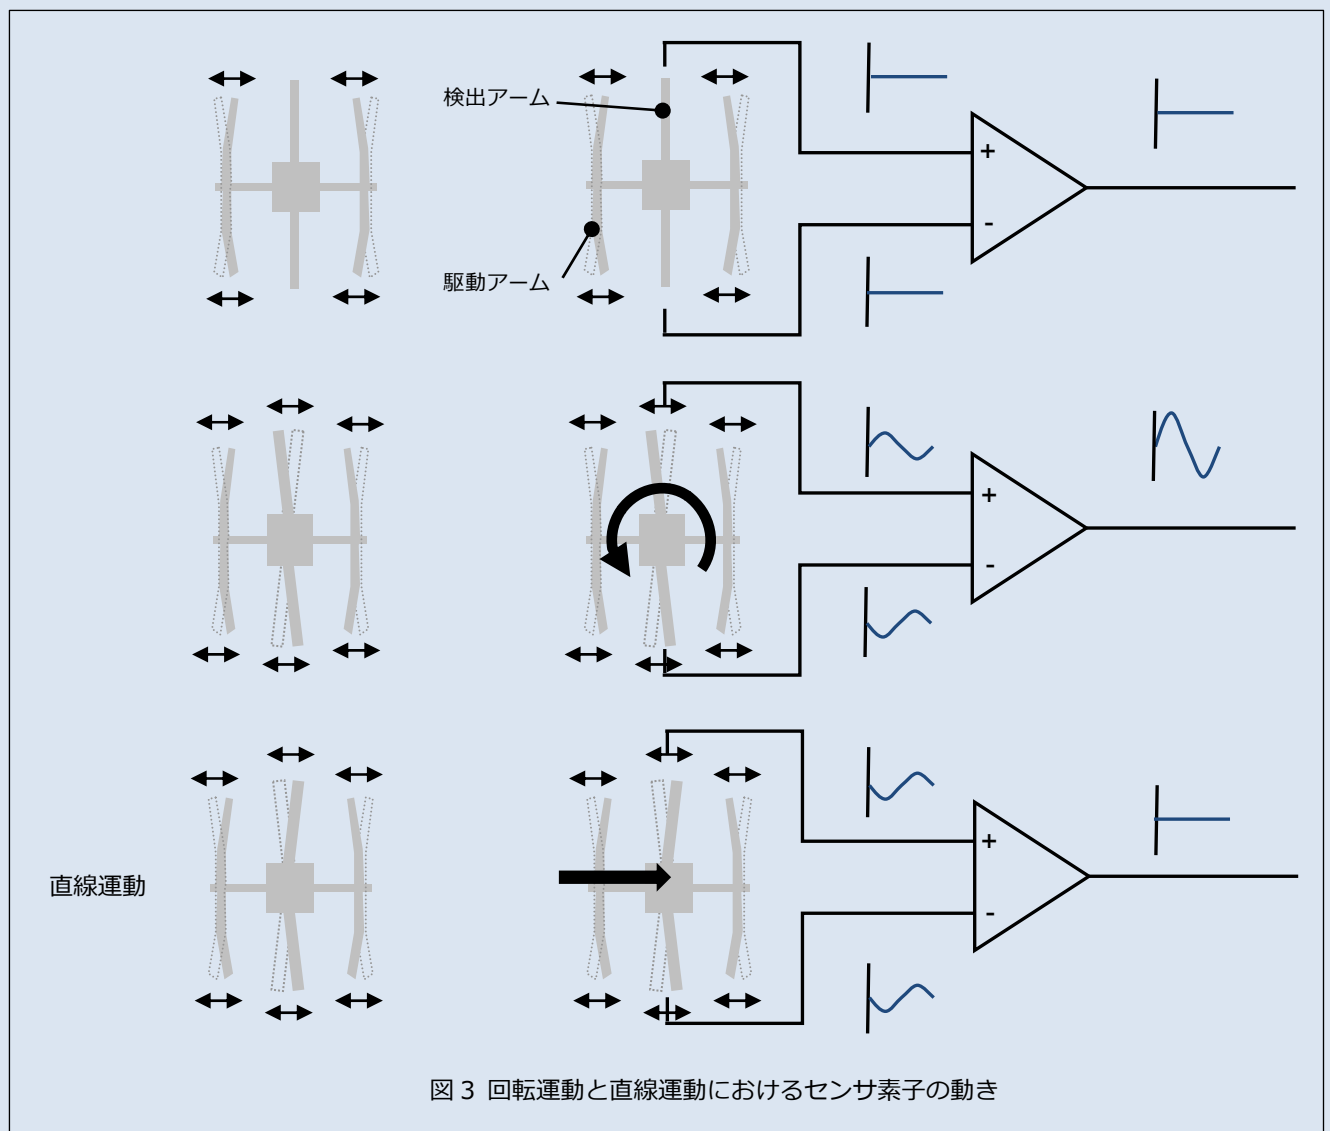 検出アーム
+
-
駆動アーム
+
-
直線運動
+
-
図 3 回転運動と直線運動におけるセンサ素子の動き